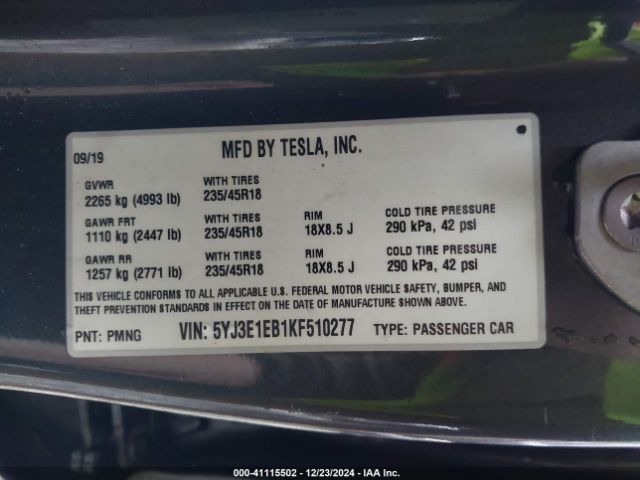 09/19 MFD BY TESLA, INC.
GVWR WITH TIRES
2265 kg (4993 lb) 235/45R18
GAWR FRT WITH TIRES RIM COLD TIRE PRESSURE
1110 kg (2447 lb) 235/45R18 18X8.5 J 290 kPa, 42 psi
GAWR RR WITH TIRES RIM COLD TIRE PRESSURE
1257 kg (2771 lb) 235/45R18 18X8.5 J 290 kPa, 42 psi
THIS VEHICLE CONFORMS TO ALL APPLICABLE U.S. FEDERAL MOTOR VEHICLE SAFETY, BUMPER, AND
THEFT PREVENTION STANDARDS IN EFFECT ON THE DATE OF MANUFACTURE SHOWN ABOVE.
PNT: PMNG VIN: 5YJ3E1EB1KF510277 TYPE: PASSENGER CAR
000-41115502 - 12/23/2024 - IAA Inc.